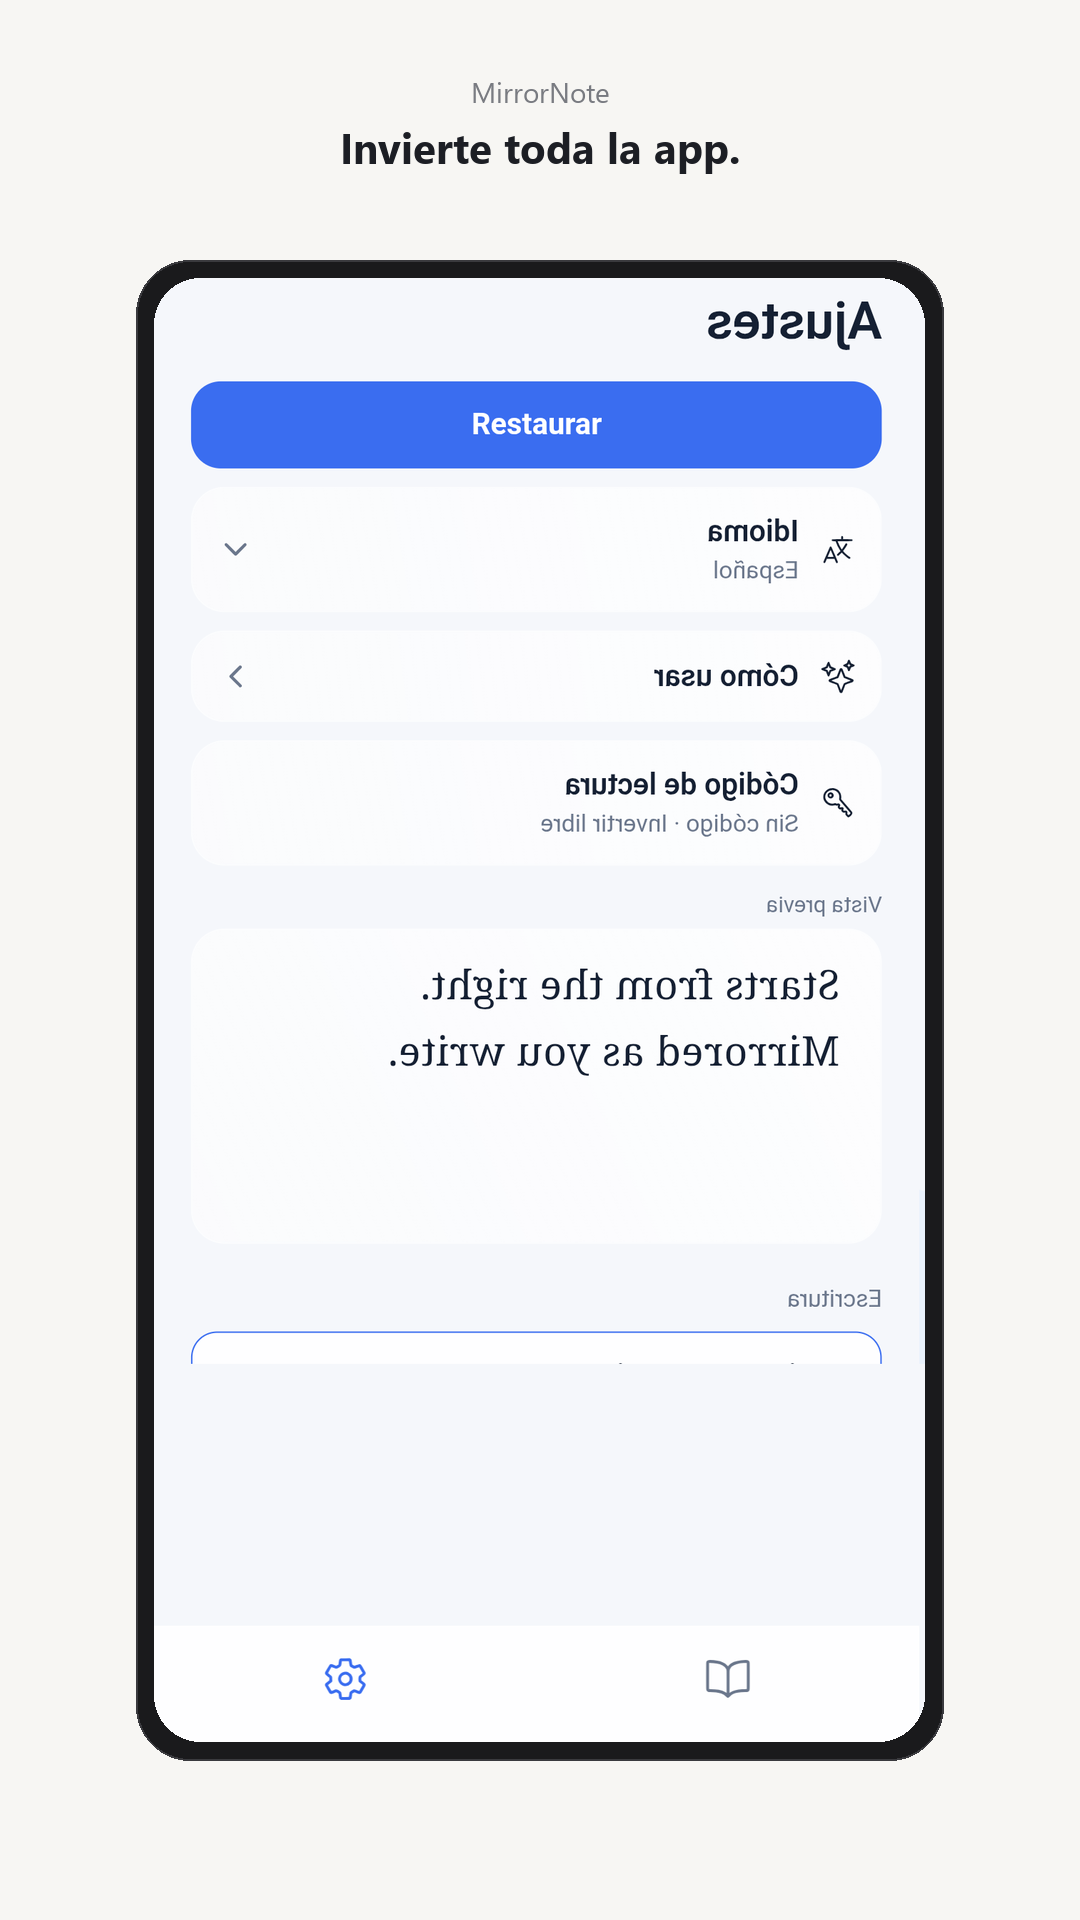 MirrorNote
Invierte toda la app.
Ajustes
Restaurar
Idioma
Español
Cómo usar
Código de lectura
Sin código · Invertir libre
Vista previa
Starts from the right.
Mirrored as you write.
Escritura